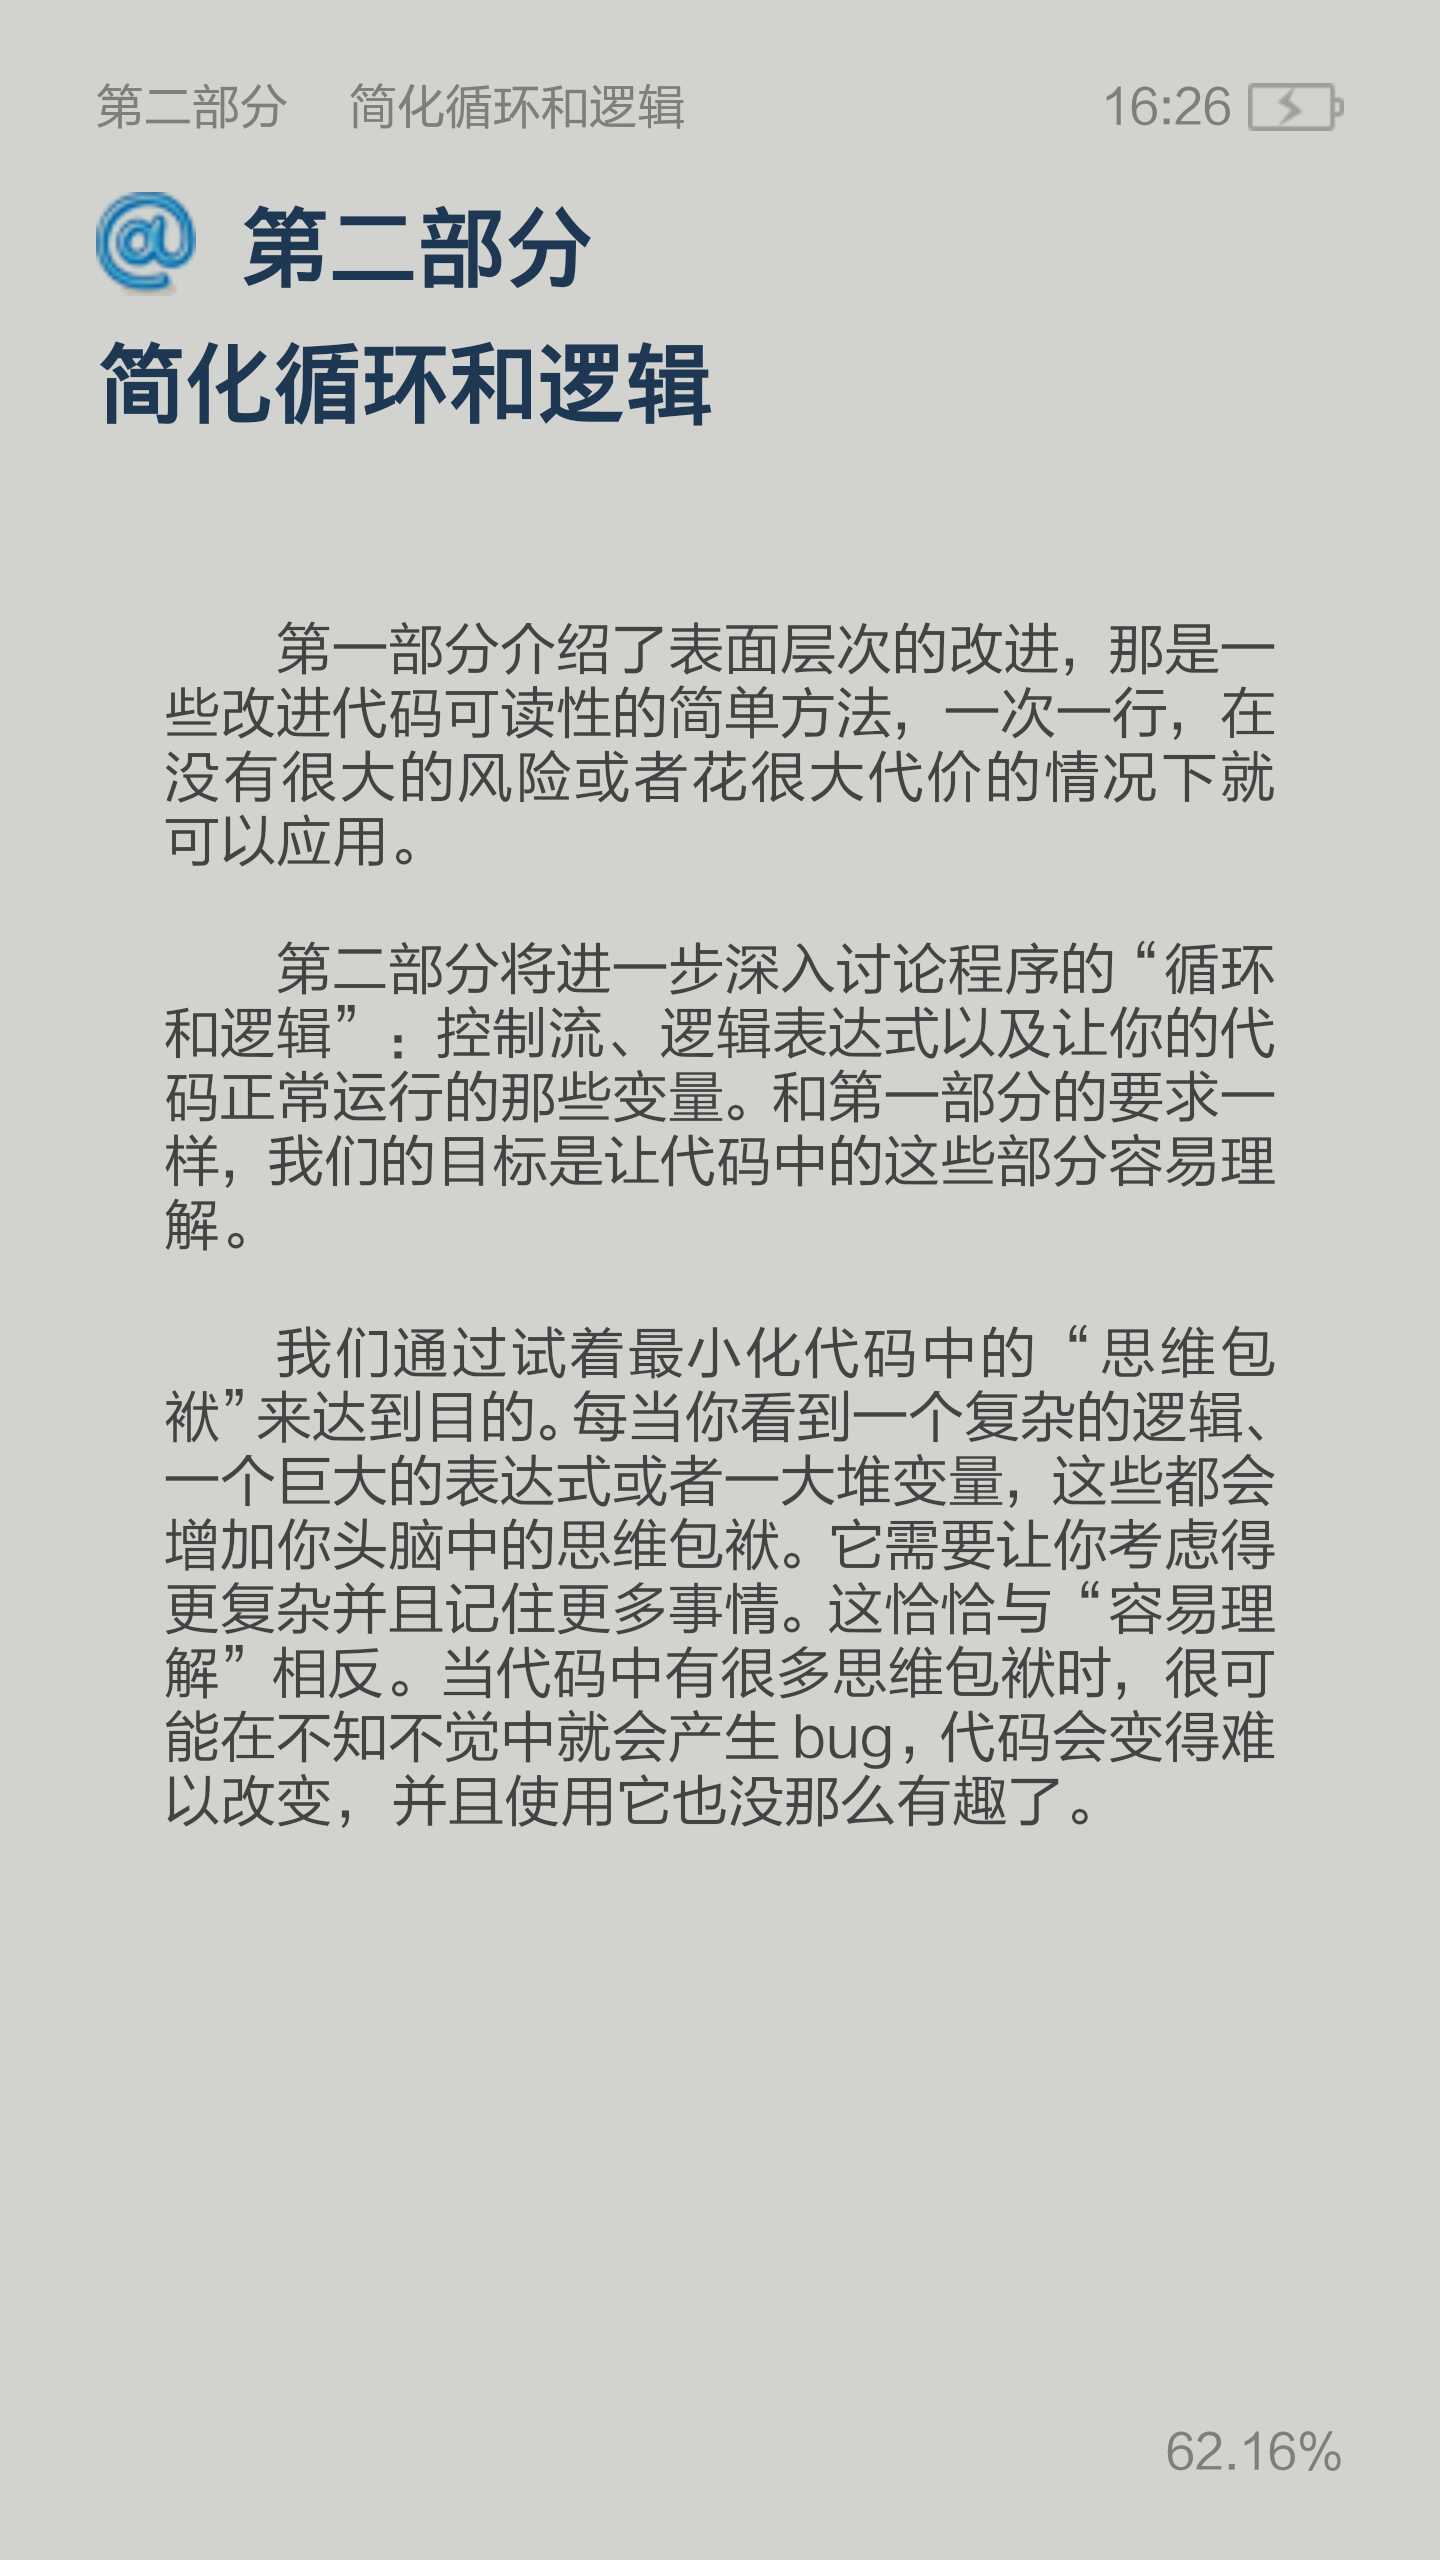 第二部分 简化循环和逻辑
16:26
@ 第二部分
简化循环和逻辑
第一部分介绍了表面层次的改进，那是一
些改进代码可读性的简单方法，一次一行，在
没有很大的风险或者花很大代价的情况下就
可以应用。
第二部分将进一步深入讨论程序的“循环
和逻辑”：控制流、逻辑表达式以及让你的代
码正常运行的那些变量。和第一部分的要求一
样，我们的目标是让代码中的这些部分容易理
解。
我们通过试着最小化代码中的“思维包
袱”来达到目的。每当你看到一个复杂的逻辑、
一个巨大的表达式或者一大堆变量，这些都会
增加你头脑中的思维包袱。它需要让你考虑得
更复杂并且记住更多事情。这恰恰与“容易理
解”相反。当代码中有很多思维包袱时，很可
能在不知不觉中就会产生bug，代码会变得难
以改变，并且使用它也没那么有趣了。
62.16%